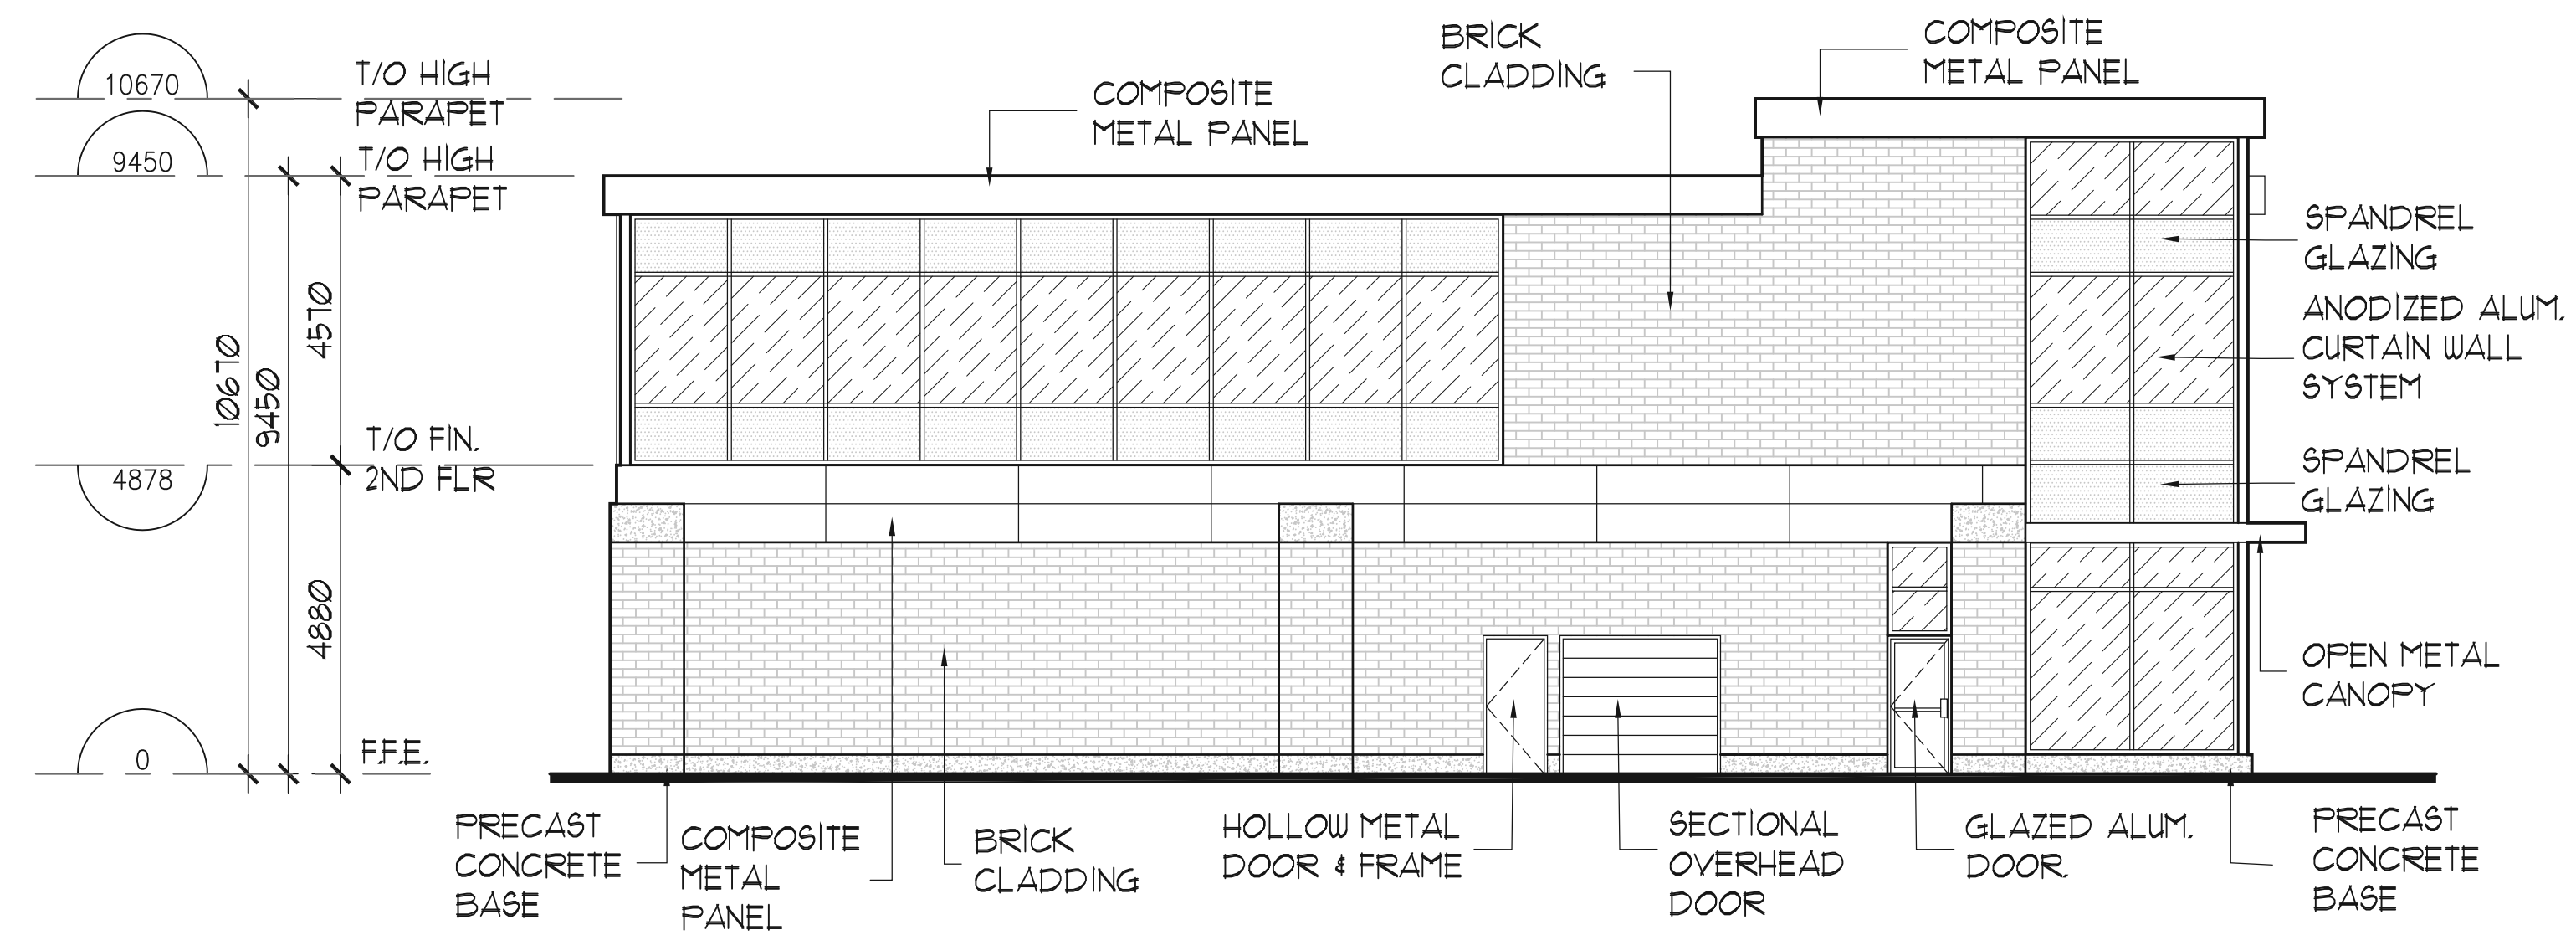 10670
T/O HIGH
PARAPET
9450
T/O HIGH
PARAPET
4878
T/O FIN.
2ND FLR
0
F.F.E.
10670
9450
4570
4880
COMPOSITE
METAL PANEL
BRICK
CLADDING
COMPOSITE
METAL PANEL
SPANDREL
GLAZING
ANODIZED ALUM.
CURTAIN WALL
SYSTEM
SPANDREL
GLAZING
OPEN METAL
CANOPY
PRECAST
CONCRETE
BASE
COMPOSITE
METAL
PANEL
BRICK
CLADDING
HOLLOW METAL
DOOR & FRAME
SECTIONAL
OVERHEAD
DOOR
GLAZED ALUM.
DOOR.
PRECAST
CONCRETE
BASE